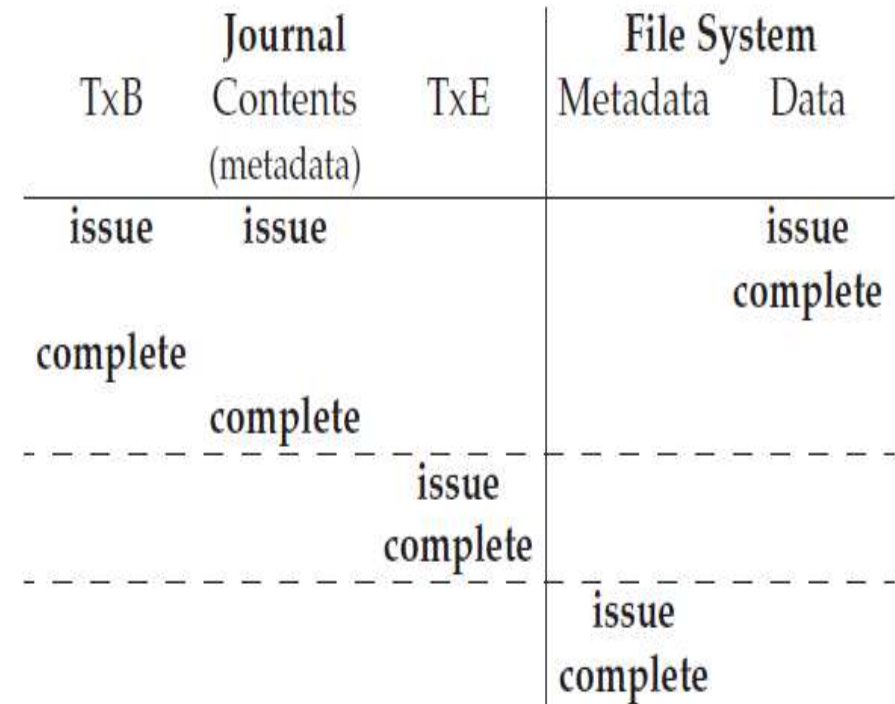 Journal File System
TxB Contents TxE Metadata Data
(metadata)
issue issue issue
complete
complete
complete
issue
complete
issue
complete